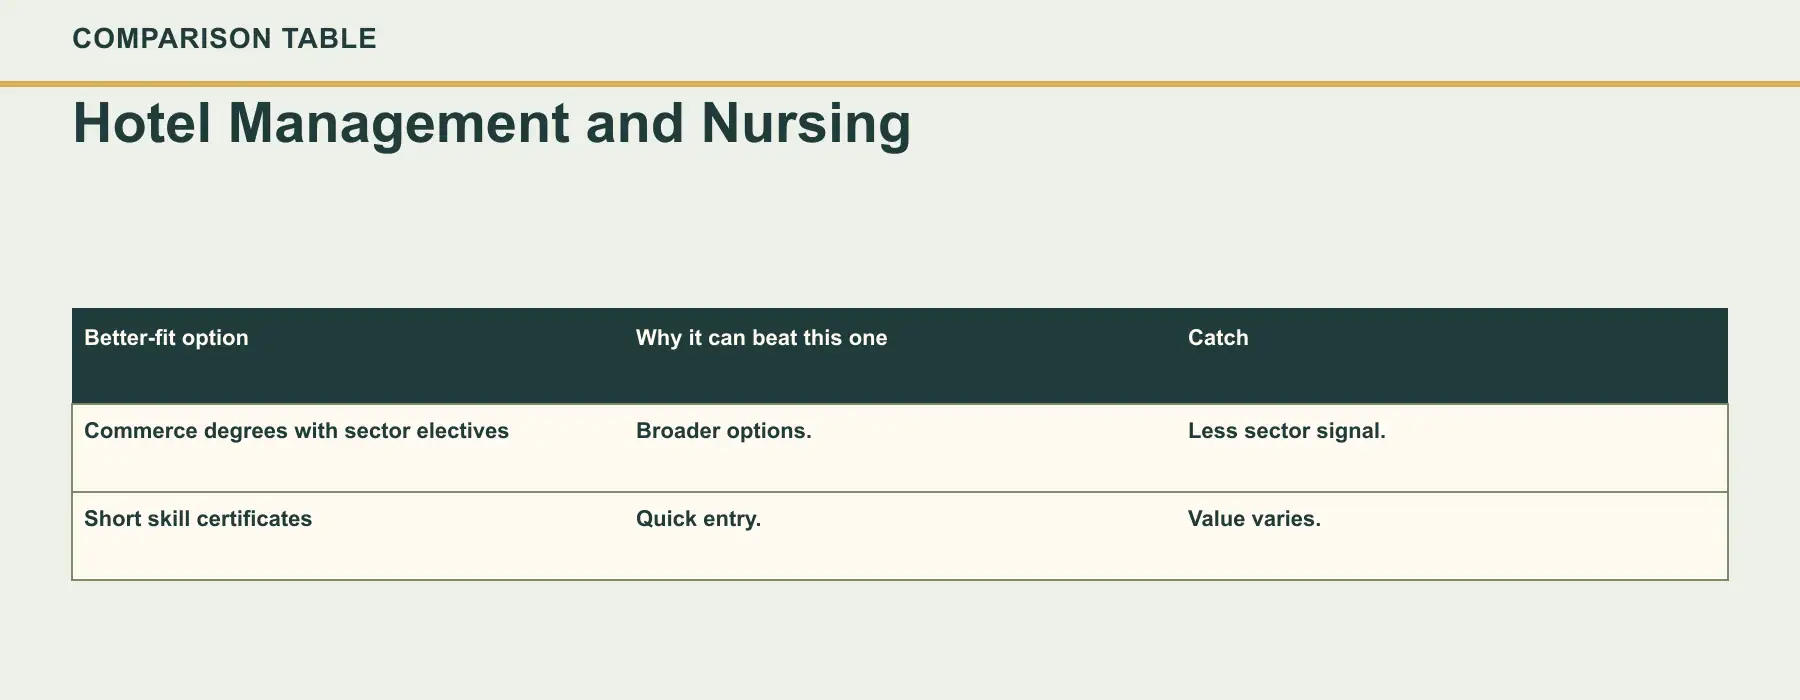 COMPARISON TABLE
Hotel Management and Nursing
Better-fit option Why it can beat this one Catch
Commerce degrees with sector electives Broader options. Less sector signal.
Short skill certificates Quick entry. Value varies.